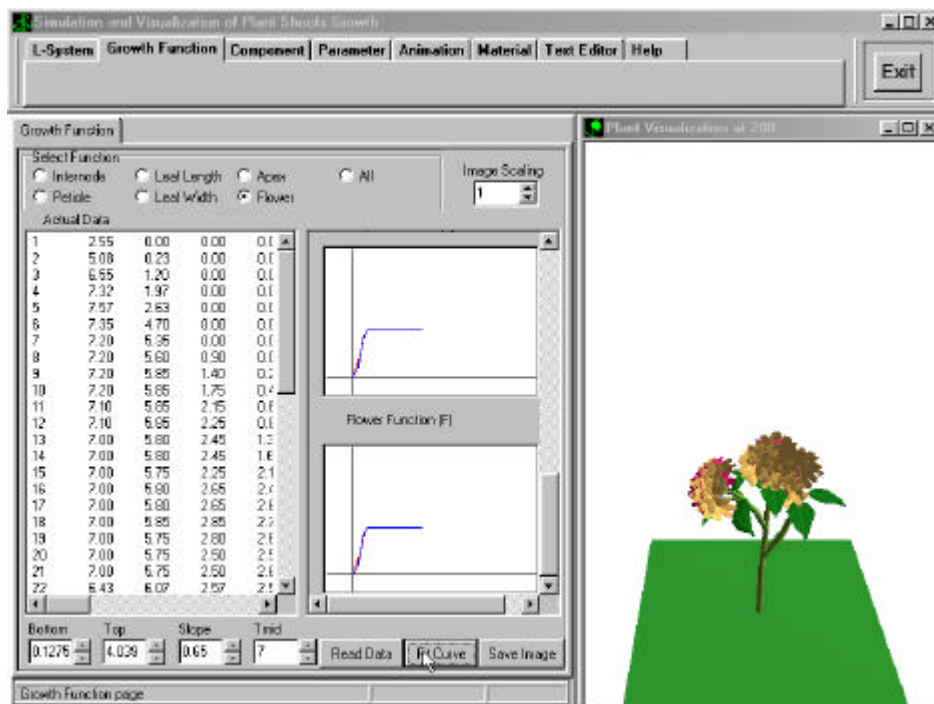 Simulation and Visualization of Plant Shoots Growth
L-System Growth Function Component Parameter Animation Material Text Editor Help
Exit
Growth Function
Select Function
Internode Leaf Length Apex All
Petiole Leaf Width Flower
Image Scaling
1
Actual Data
1 2.55 0.00 0.00
2 5.08 0.23 0.00
3 6.55 1.20 0.00
4 7.32 1.97 0.00
5 7.57 2.63 0.00
6 7.35 4.70 0.00
7 7.20 5.35 0.00
8 7.20 5.60 0.90
9 7.20 5.85 1.40
10 7.20 5.85 1.75
11 7.10 5.85 2.15
12 7.10 5.85 2.25
13 7.00 5.80 2.45
14 7.00 5.80 2.45
15 7.00 5.75 2.25
16 7.00 5.80 2.65
17 7.00 5.80 2.65
18 7.00 5.85 2.85
19 7.00 5.75 2.80
20 7.00 5.75 2.50
21 7.00 5.75 2.50
22 6.43 6.07 2.57
Flower Function (F)
Bottom Top Slope Tmid
0.1275 4.039 0.65 7
Read Data Fit Curve Save Image
Growth Function page
Plant Visualization at 200